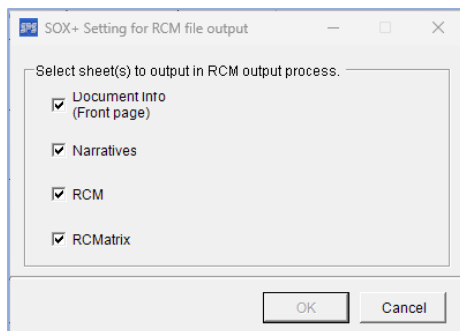 SOX+ Setting for RCM file output
Select sheet(s) to output in RCM output process.
Document Info
(Front page)
Narratives
RCM
RCMatrix
OK
Cancel